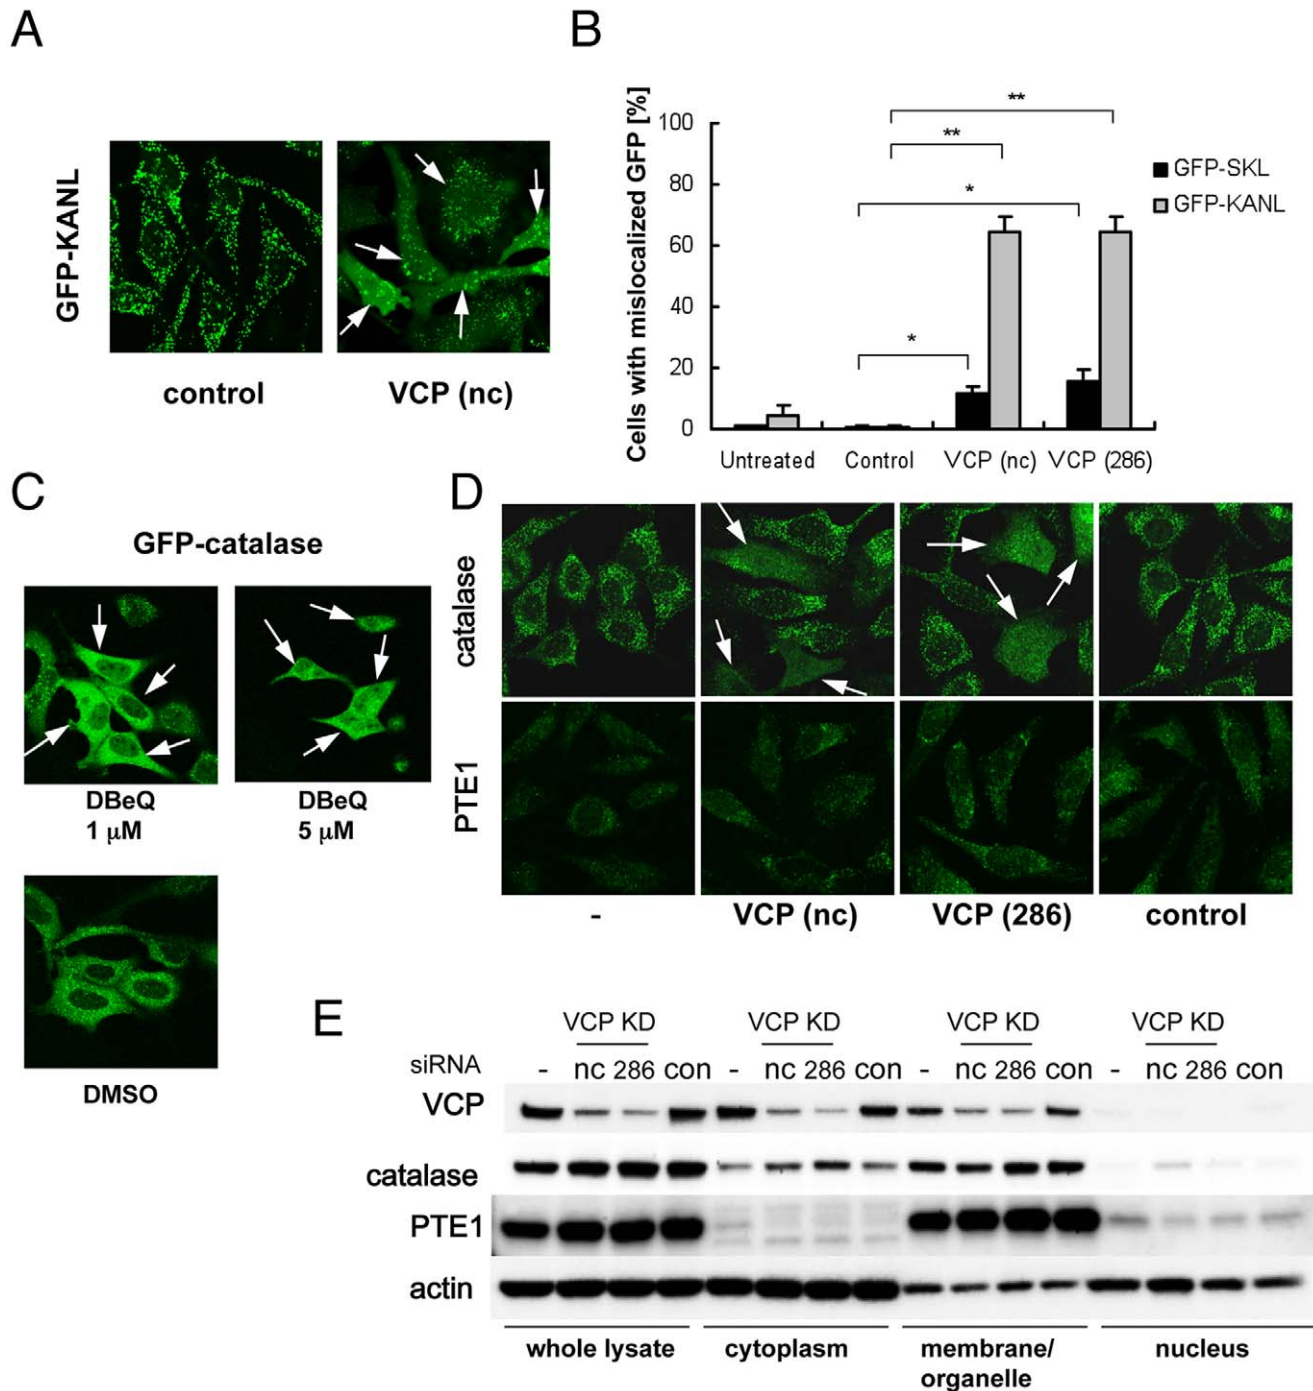 A
GFP-KANL
control
VCP (nc)
B
Cells with mislocalized GFP [%]
100
80
60
40
20
0
**
**
*
*
GFP-SKL
GFP-KANL
Untreated
Control
VCP (nc)
VCP (286)
C
GFP-catalase
DBeQ
1 μM
DBeQ
5 μM
DMSO
D
catalase
PTE1
-
VCP (nc)
VCP (286)
control
E
VCP KD VCP KD VCP KD VCP KD
siRNA - nc 286 con - nc 286 con - nc 286 con - nc 286 con
VCP
catalase
PTE1
actin
whole lysate cytoplasm membrane/ nucleus
organelle